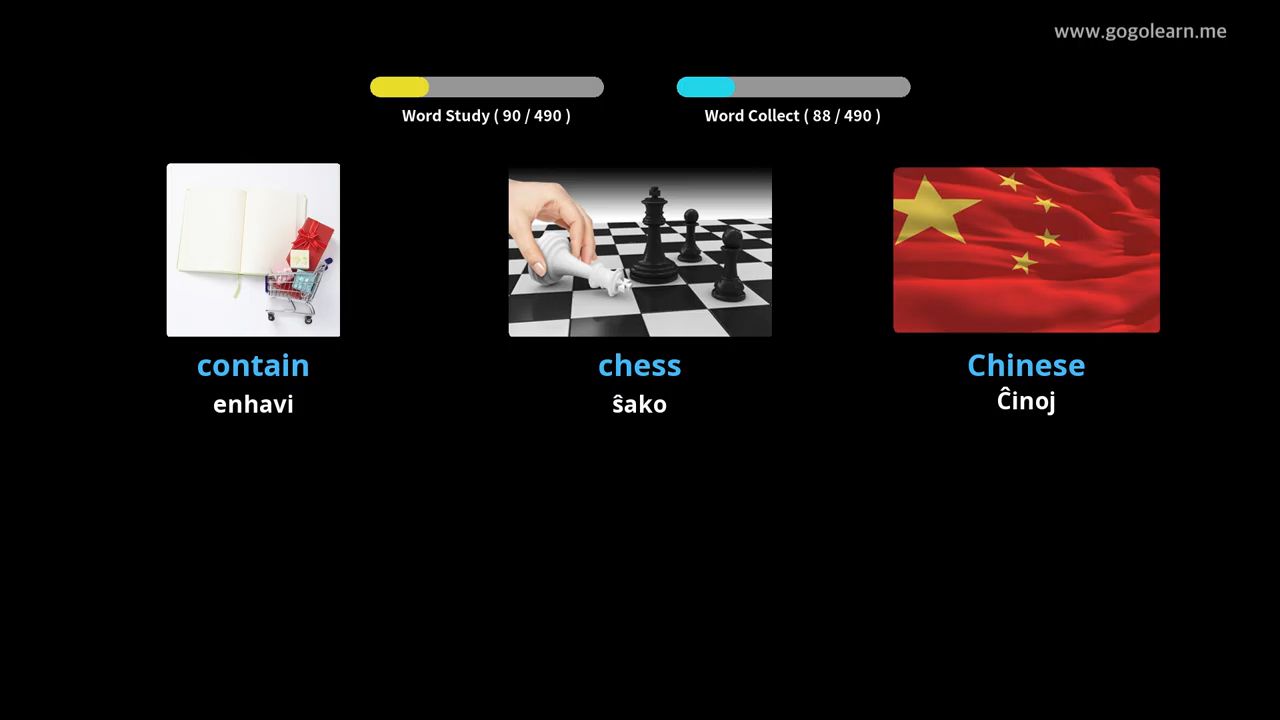 www.gogolearn.me
Word Study ( 90 / 490 )
Word Collect ( 88 / 490 )
contain
chess
Chinese
enhavi
ŝako
Ĉinoj